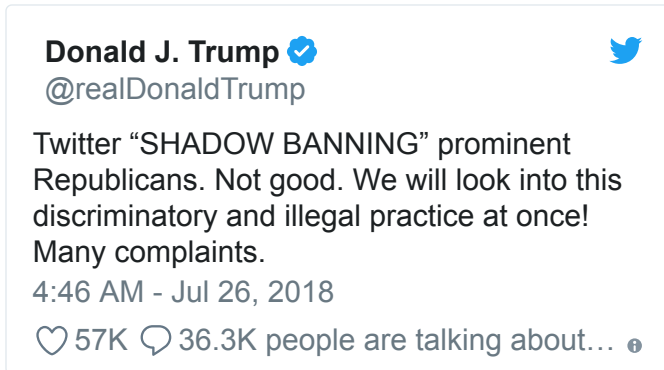 Donald J. Trump
@realDonaldTrump
Twitter “SHADOW BANNING” prominent
Republicans. Not good. We will look into this
discriminatory and illegal practice at once!
Many complaints.
4:46 AM - Jul 26, 2018
57K 36.3K people are talking about…